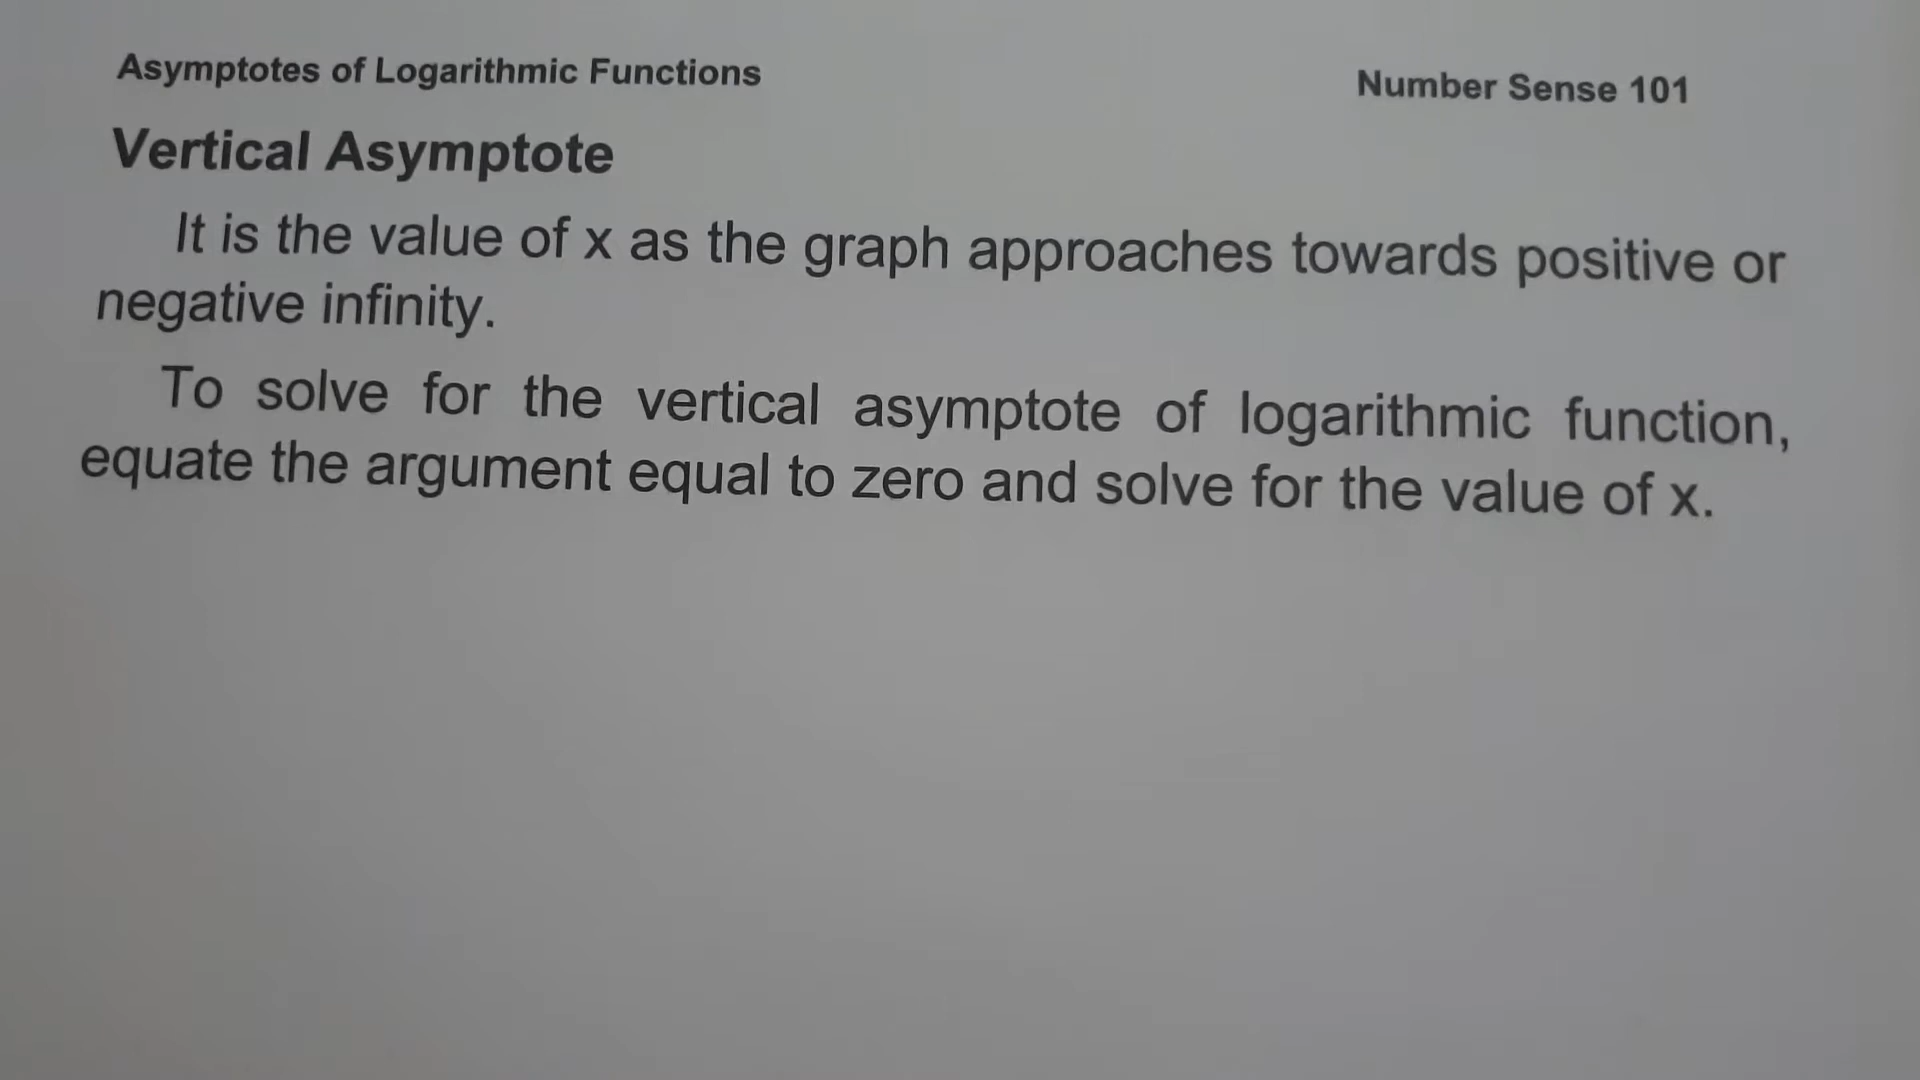 Asymptotes of Logarithmic Functions
Number Sense 101
Vertical Asymptote
It is the value of x as the graph approaches towards positive or
negative infinity.
To solve for the vertical asymptote of logarithmic function,
equate the argument equal to zero and solve for the value of x.